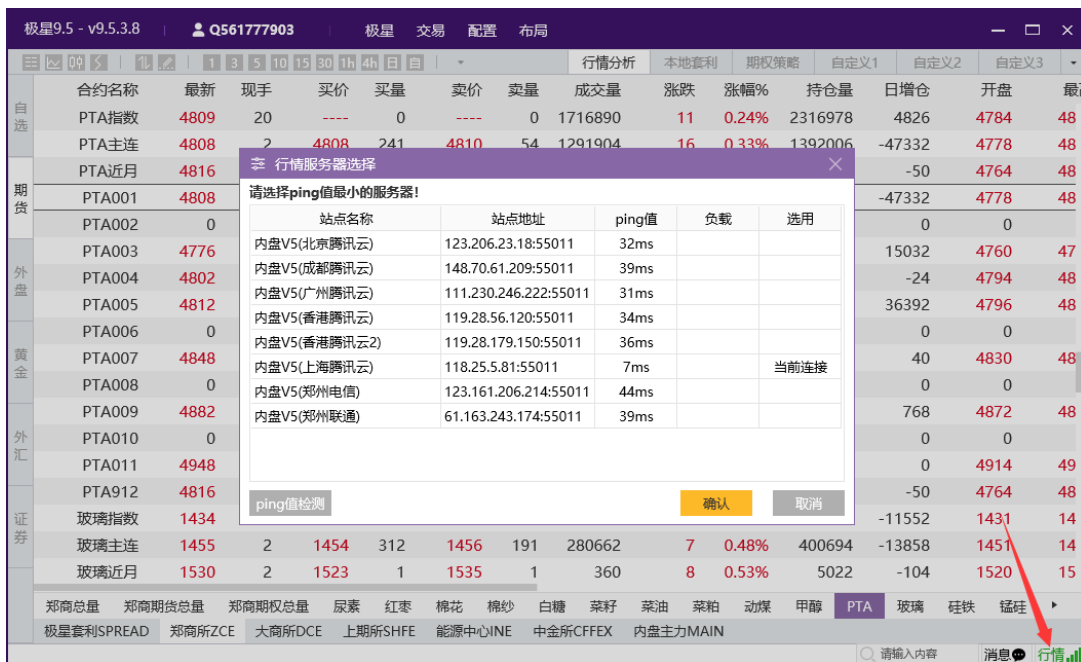 极星9.5 - v9.5.3.8 Q561777903 极星 交易 配置 布局
1 3 5 10 15 30 1h 4h 日 自 行情分析 本地套利 期权策略 自定义1 自定义2 自定义3
合约名称 最新 现手 买价 买量 卖价 卖量 成交量 涨跌 涨幅% 持仓量 日增仓 开盘
自选
期货
外盘
黄金
外汇
证券
PTA指数 4809 20 ---- 0 ---- 0 1716890 11 0.24% 2316978 4826 4784 48
PTA主连 4808 2 4808 241 4810 54 1291904 16 0.33% 1392006 -47332 4778 48
PTA近月 4816 -50 4764 48
PTA001 4808 -47332 4778 48
PTA002 0 0 0
PTA003 4776 15032 4760 47
PTA004 4802 -24 4794 48
PTA005 4812 36392 4796 48
PTA006 0 0 0
PTA007 4848 40 4830 48
PTA008 0 0 0
PTA009 4882 768 4872 48
PTA010 0 0 0
PTA011 4948 0 4914 49
PTA912 4816 -50 4764 48
玻璃指数 1434 -11552 1431 14
玻璃主连 1455 2 1454 312 1456 191 280662 7 0.48% 400694 -13858 1451 14
玻璃近月 1530 2 1523 1 1535 1 360 8 0.53% 5022 -104 1520 15
行情服务器选择
请选择ping值最小的服务器!
站点名称 站点地址 ping值 负载 选用
内盘V5(北京腾讯云) 123.206.23.18:55011 32ms
内盘V5(成都腾讯云) 148.70.61.209:55011 39ms
内盘V5(广州腾讯云) 111.230.246.222:55011 31ms
内盘V5(香港腾讯云) 119.28.56.120:55011 34ms
内盘V5(香港腾讯云2) 119.28.179.150:55011 36ms
内盘V5(上海腾讯云) 118.25.5.81:55011 7ms 当前连接
内盘V5(郑州电信) 123.161.206.214:55011 44ms
内盘V5(郑州联通) 61.163.243.174:55011 39ms
ping值检测 确认 取消
郑商总量 郑商期货总量 郑商期权总量 尿素 红枣 棉花 棉纱 白糖 菜籽 菜油 菜粕 动煤 甲醇 PTA 玻璃 硅铁 锰硅
极星套利SPREAD 郑商所ZCE 大商所DCE 上期所SHFE 能源中心INE 中金所CFFEX 内盘主力MAIN
请输入内容 消息 行情